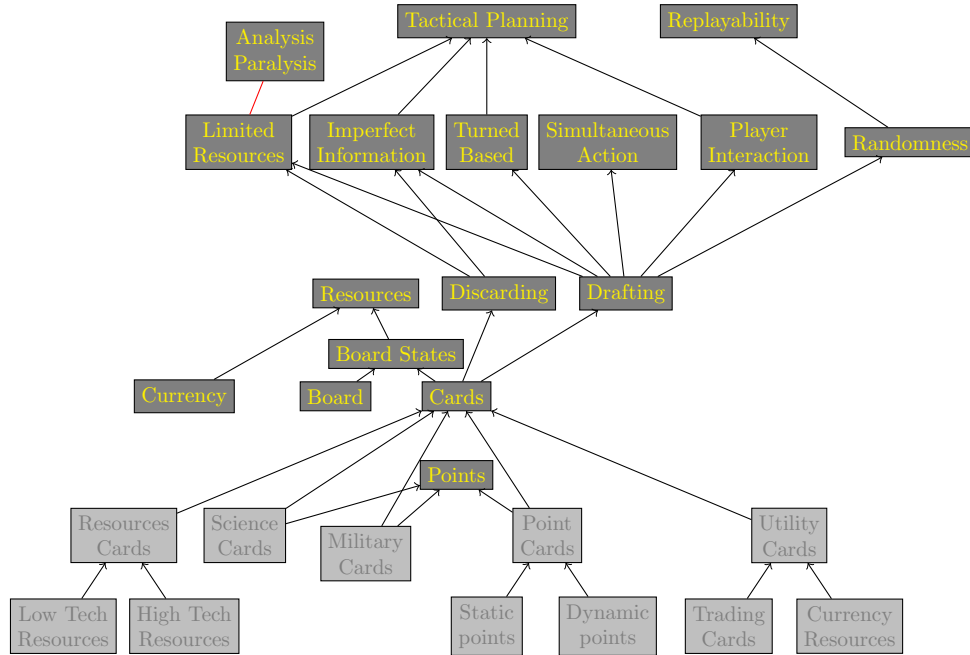 Tactical Planning
Replayability
Analysis
Paralysis
Limited
Resources
Imperfect
Information
Turned
Based
Simultaneous
Action
Player
Interaction
Randomness
Resources
Discarding
Drafting
Board States
Currency
Board
Cards
Points
Resources
Cards
Science
Cards
Military
Cards
Point
Cards
Utility
Cards
Low Tech
Resources
High Tech
Resources
Static
points
Dynamic
points
Trading
Cards
Currency
Resources